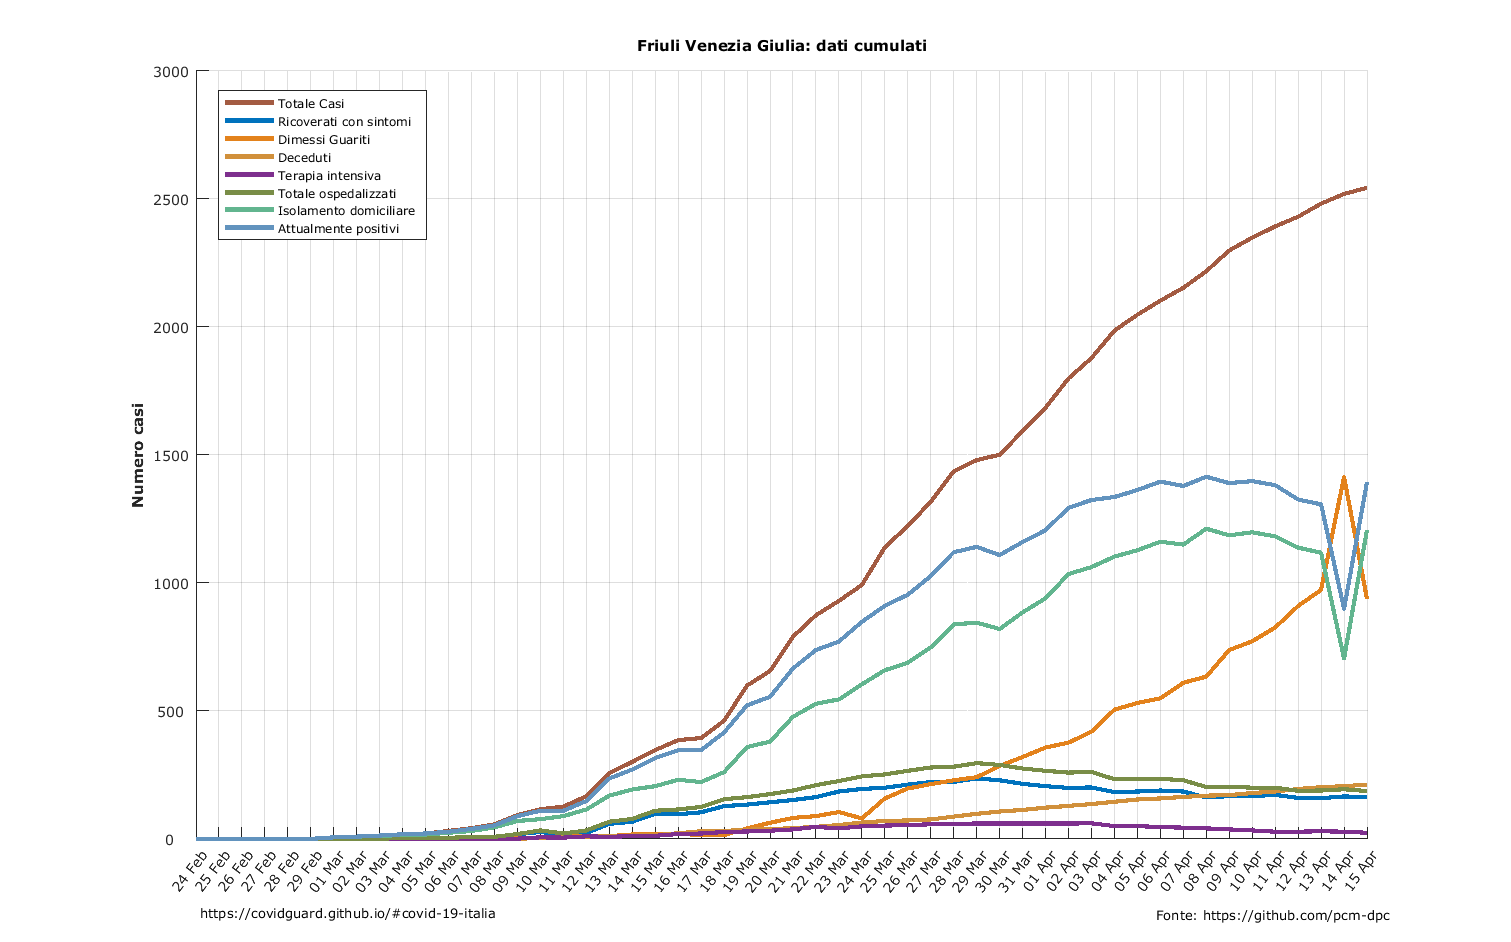 Friuli Venezia Giulia: dati cumulati
3000
2500
2000
1500
1000
500
0
Numero casi
Totale Casi
Ricoverati con sintomi
Dimessi Guariti
Deceduti
Terapia intensiva
Totale ospedalizzati
Isolamento domiciliare
Attualmente positivi
24 Feb
25 Feb
26 Feb
27 Feb
28 Feb
29 Feb
01 Mar
02 Mar
03 Mar
04 Mar
05 Mar
06 Mar
07 Mar
08 Mar
09 Mar
10 Mar
11 Mar
12 Mar
13 Mar
14 Mar
15 Mar
16 Mar
17 Mar
18 Mar
19 Mar
20 Mar
21 Mar
22 Mar
23 Mar
24 Mar
25 Mar
26 Mar
27 Mar
28 Mar
29 Mar
30 Mar
31 Mar
01 Apr
02 Apr
03 Apr
04 Apr
05 Apr
06 Apr
07 Apr
08 Apr
09 Apr
10 Apr
11 Apr
12 Apr
13 Apr
14 Apr
15 Apr
https://covidguard.github.io/#covid-19-italia
Fonte: https://github.com/pcm-dpc